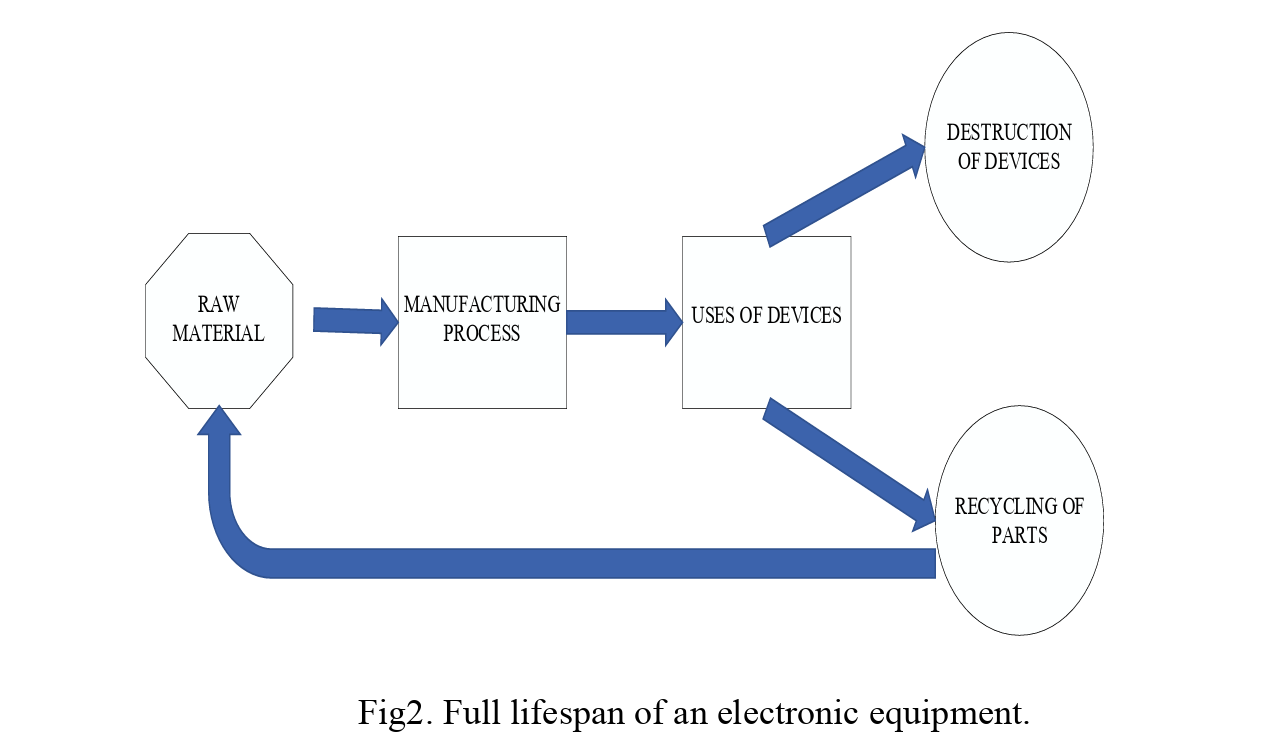 DESTRUCTION
OF DEVICES
RAW
MATERIAL
MANUFACTURING
PROCESS
USES OF DEVICES
RECYCLING OF
PARTS
Fig2. Full lifespan of an electronic equipment.